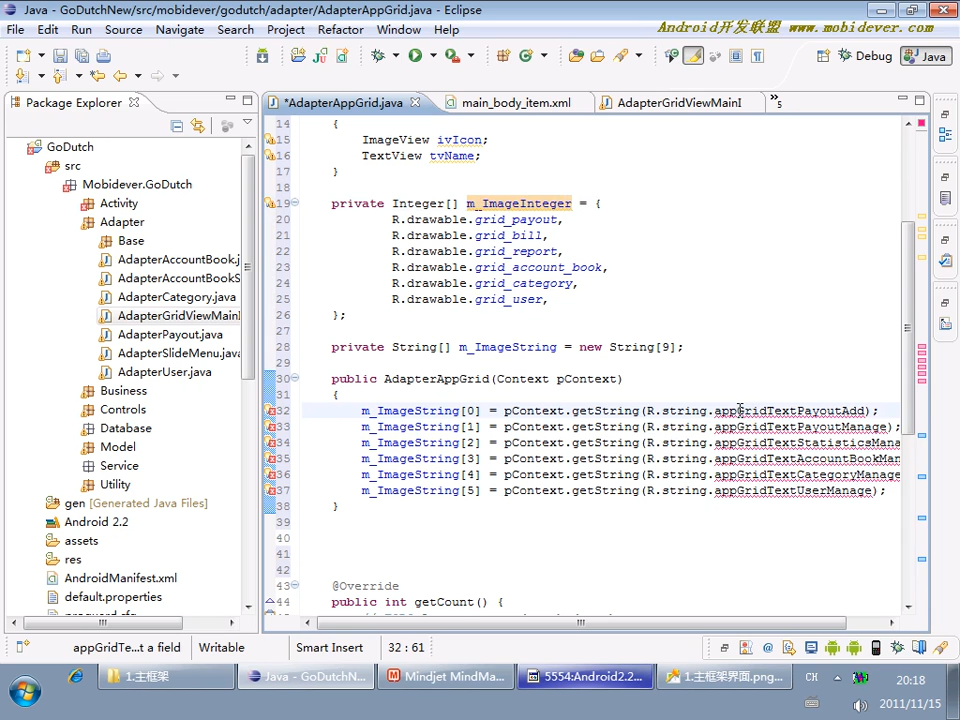 Java - GoDutchNew/src/mobidever/godutch/adapter/AdapterAppGrid.java - Eclipse
File Edit Run Source Navigate Search Project Refactor Window Help
Android开发联盟 www.mobidever.com
Debug Java
Package Explorer
*AdapterAppGrid.java main_body_item.xml AdapterGridViewMainI »5
GoDutch
src
Mobidever.GoDutch
Activity
Adapter
Base
AdapterAccountBook.j
AdapterAccountBookS
AdapterCategory.java
AdapterGridViewMainI
AdapterPayout.java
AdapterSlideMenu.java
AdapterUser.java
Business
Controls
Database
Model
Service
Utility
gen [Generated Java Files]
Android 2.2
assets
res
AndroidManifest.xml
default.properties
14 {
15 ImageView ivIcon;
16 TextView tvName;
17 }
18
19 private Integer[] m_ImageInteger = {
20 R.drawable.grid_payout,
21 R.drawable.grid_bill,
22 R.drawable.grid_report,
23 R.drawable.grid_account_book,
24 R.drawable.grid_category,
25 R.drawable.grid_user,
26 };
27
28 private String[] m_ImageString = new String[9];
29
30 public AdapterAppGrid(Context pContext)
31 {
32 m_ImageString[0] = pContext.getString(R.string.appGridTextPayoutAdd);
33 m_ImageString[1] = pContext.getString(R.string.appGridTextPayoutManage);
34 m_ImageString[2] = pContext.getString(R.string.appGridTextStatisticsMana
35 m_ImageString[3] = pContext.getString(R.string.appGridTextAccountBookMan
36 m_ImageString[4] = pContext.getString(R.string.appGridTextCategoryManage
37 m_ImageString[5] = pContext.getString(R.string.appGridTextUserManage);
38 }
39
40
41
42
43 @Override
44 public int getCount() {
appGridTe...t a field Writable Smart Insert 32 : 61
1.主框架 Java - GoDutchN... Mindjet MindMa... 5554:Android2.2... 1.主框架界面.png... CH 20:18
2011/11/15